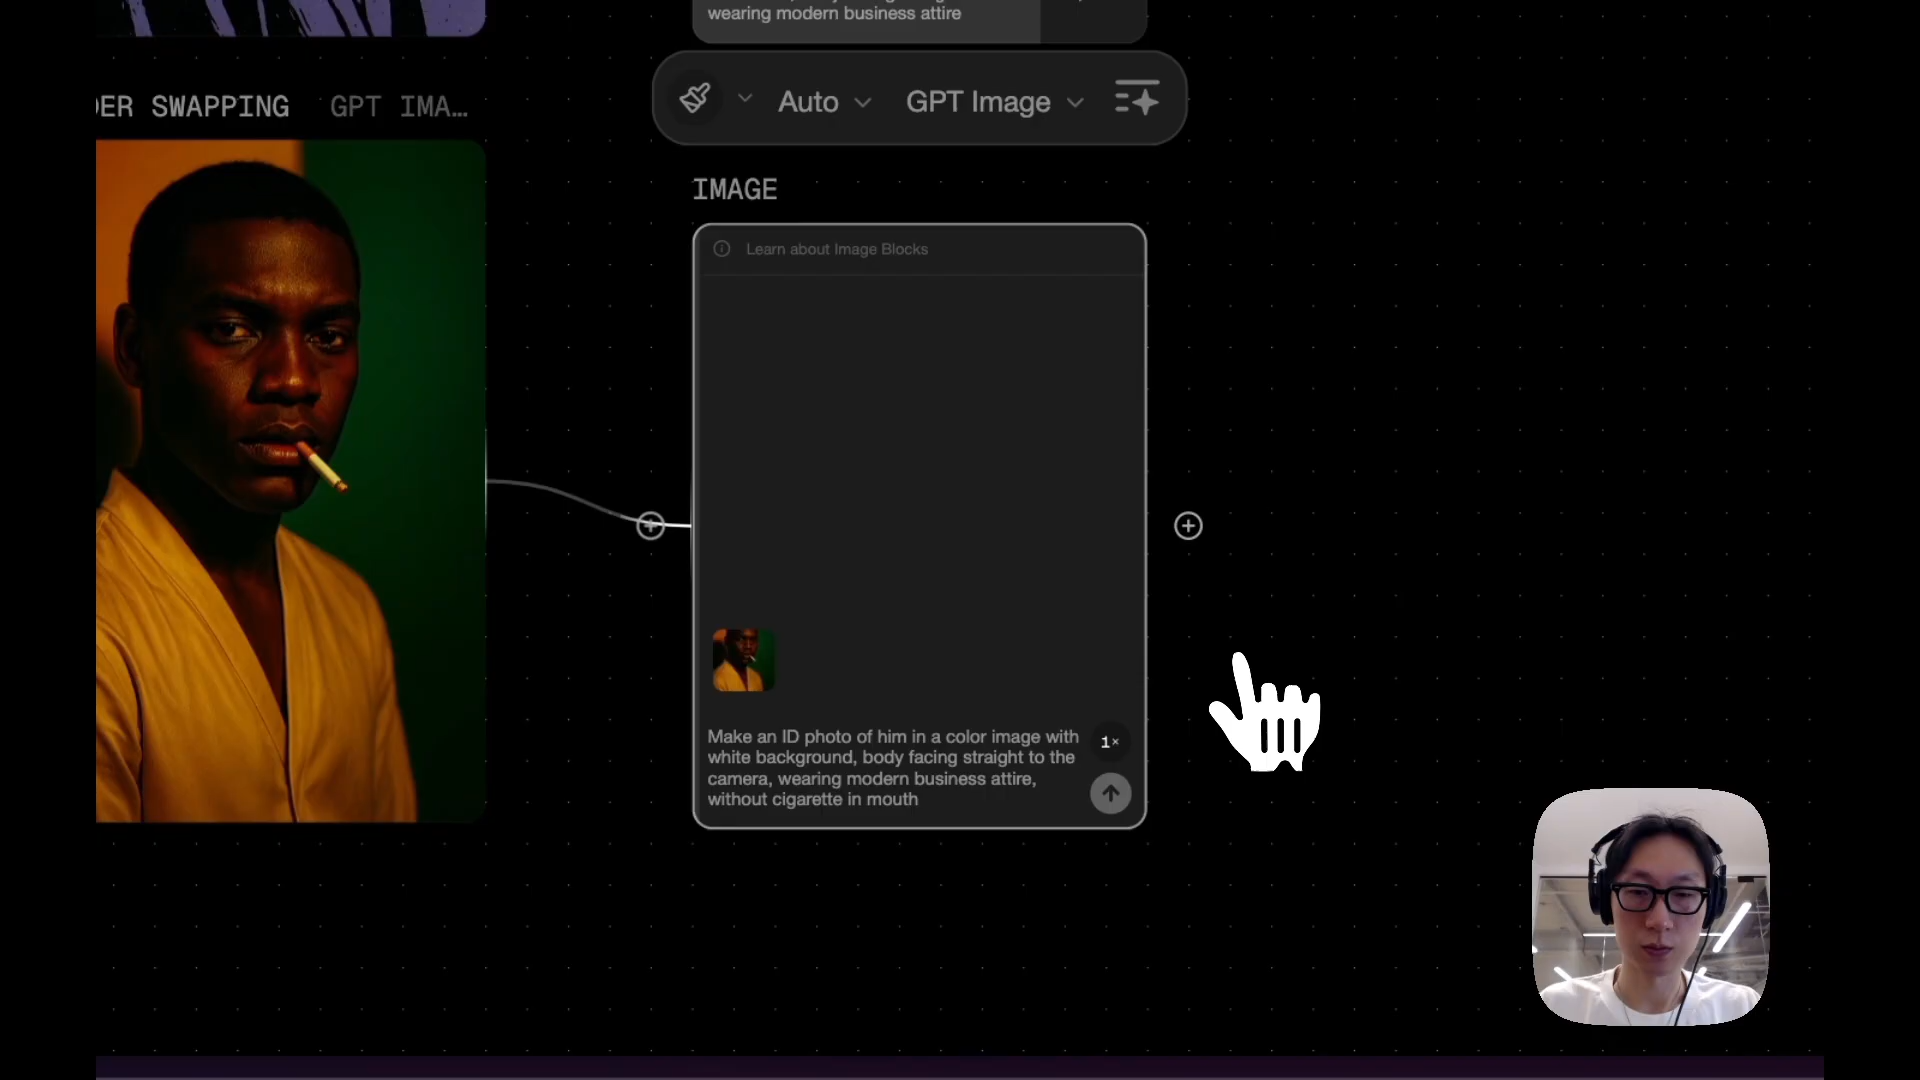 wearing modern business attire
Auto
GPT Image
DER SWAPPING
GPT IMA…
IMAGE
Learn about Image Blocks
Make an ID photo of him in a color image with
white background, body facing straight to the
camera, wearing modern business attire,
without cigarette in mouth
1×